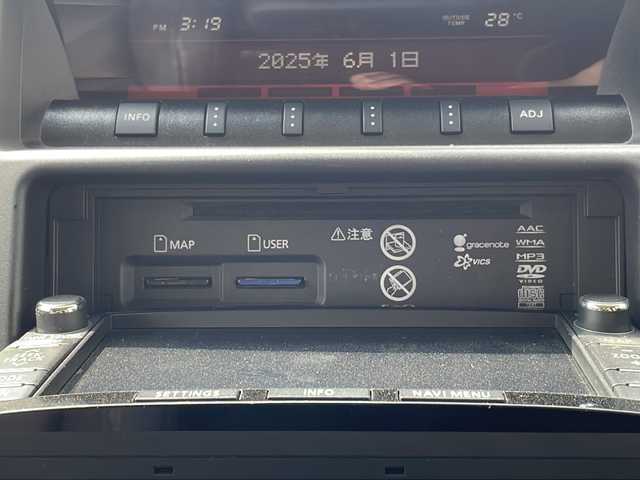 PM 3:19
OUTSIDE TEMP 28℃
2025年 6月 1日
INFO
ADJ
MAP
USER
⚠注意
gracenote
VICS
AAC
WMA
MP3
DVD
VIDEO
disc
SETTINGS
INFO
NAVI MENU